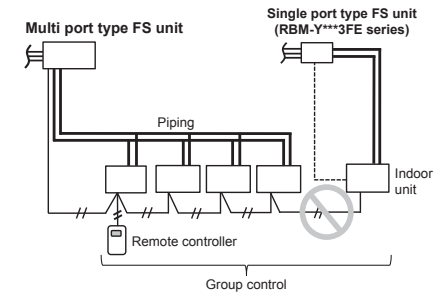 Multi port type FS unit
Single port type FS unit
(RBM-Y***3FE series)
Piping
Indoor
unit
Remote controller
Group control